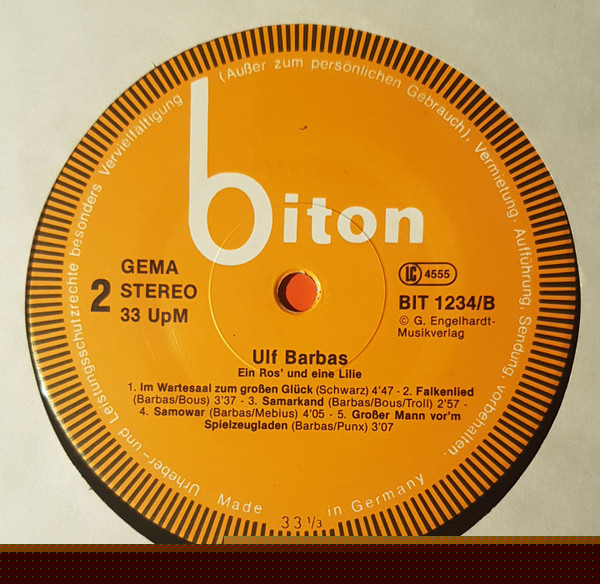 Urheber- und Leistungsschutzrechte besonders Vervielfältigung (Außer zum persönlichen Gebrauch), Vermietung, Aufführung, Sendung, vorbehalten.
biton
GEMA
2 STEREO
33 UpM
LC 4555
BIT 1234/B
© G. Engelhardt-
Musikverlag
Ulf Barbas
Ein Ros' und eine Lilie
1. Im Wartesaal zum großen Glück (Schwarz) 4'47 - 2. Falkenlied
(Barbas/Bous) 3'37 - 3. Samarkand (Barbas/Bous/Troll) 2'57 -
4. Samowar (Barbas/Mebius) 4'05 - 5. Großer Mann vor'm
Spielzeugladen (Barbas/Punx) 3'07
Made in Germany
33 1/3